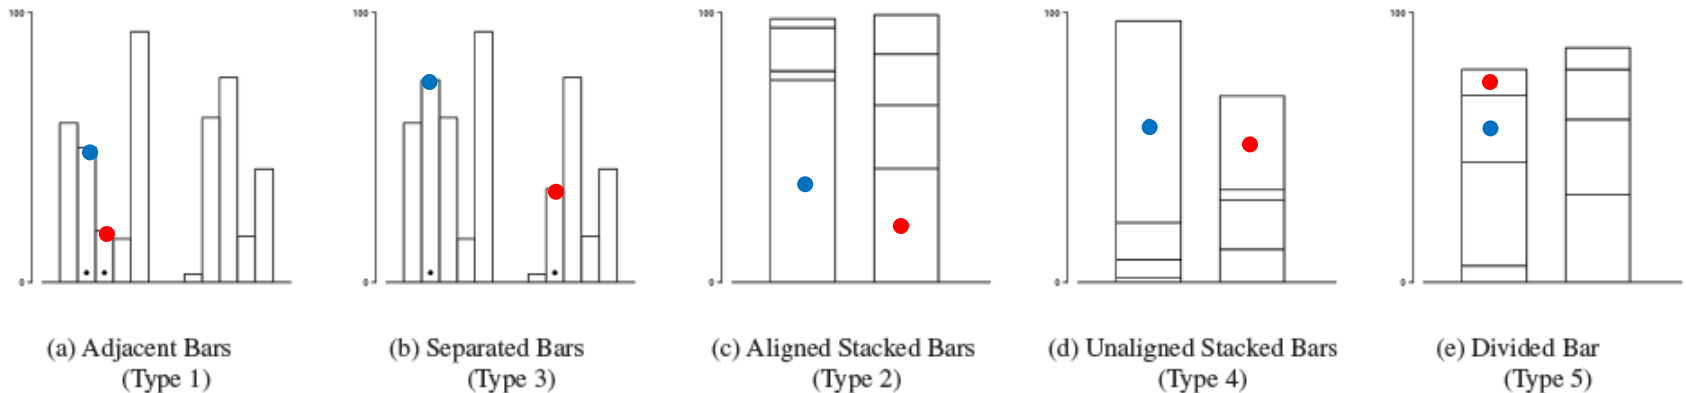 100
0
100
0
100
0
100
0
100
0
(a) Adjacent Bars
(Type 1)
(b) Separated Bars
(Type 3)
(c) Aligned Stacked Bars
(Type 2)
(d) Unaligned Stacked Bars
(Type 4)
(e) Divided Bar
(Type 5)